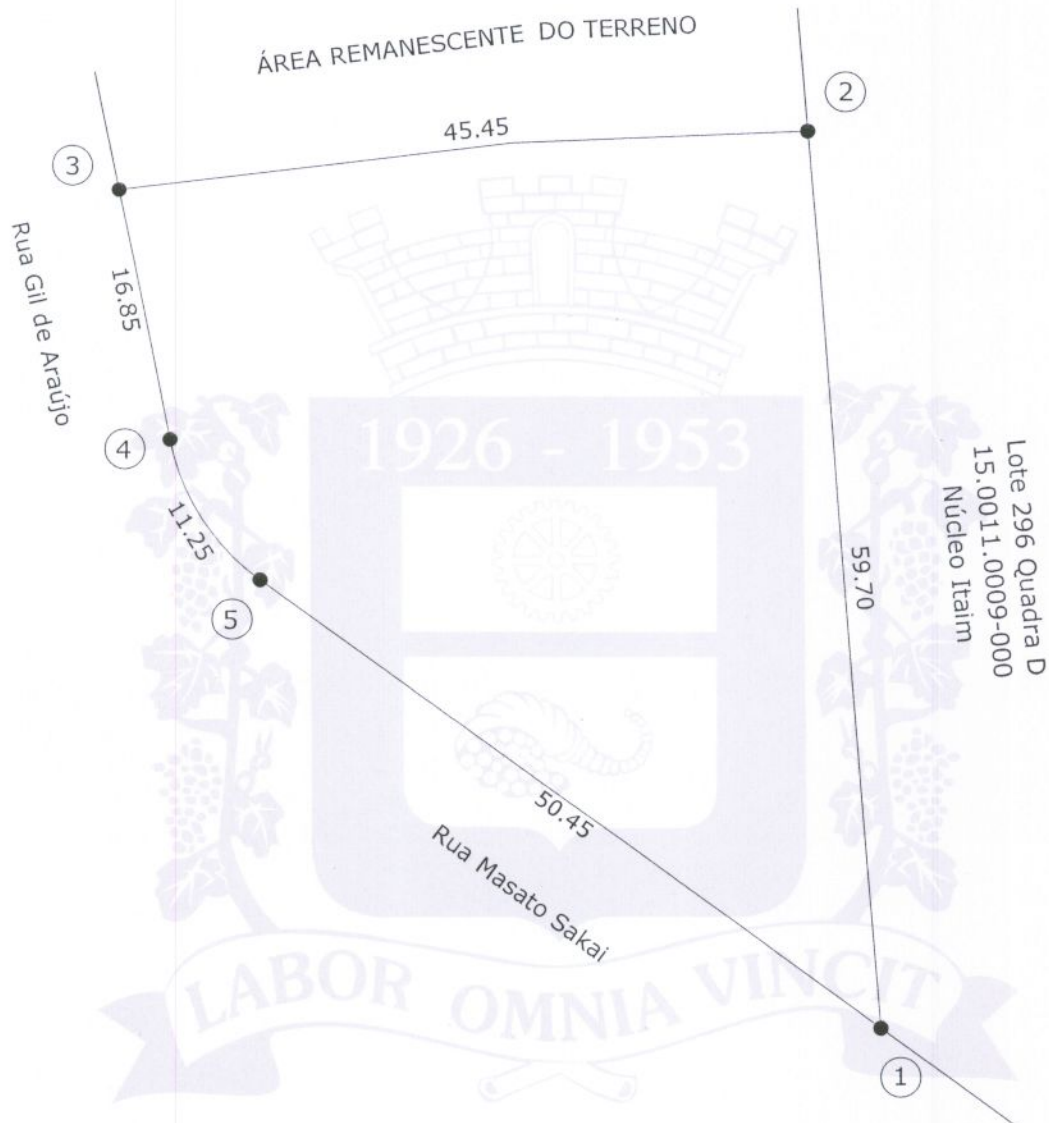 ÁREA REMANESCENTE DO TERRENO
2
45.45
3
Rua Gil de Araújo
16.85
4
11.25
5
1926 - 1953
59.70
Lote 296 Quadra D
15.0011.0009-000
Núcleo Itaim
50.45
Rua Masato Sakai
LABOR OMNIA VINCIT
1